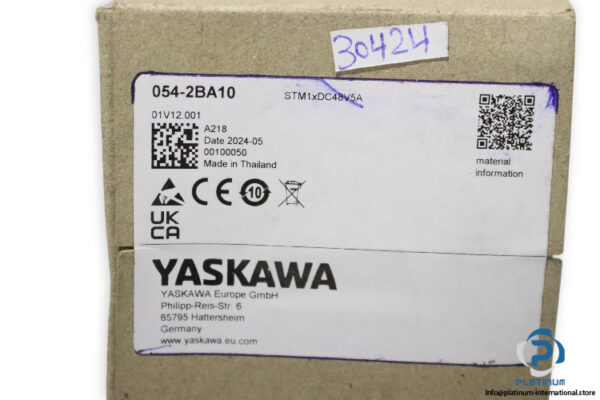 30424
054-2BA10
STM1xDC48V5A
01V12.001
A218
Date 2024-05
00100050
Made in Thailand
material
information
CE
10
UK
CA
YASKAWA
YASKAWA Europe GmbH
Philipp-Reis-Str. 6
65795 Hattersheim
Germany
www.yaskawa.eu.com
PLATINUM
info@platinum-international.store